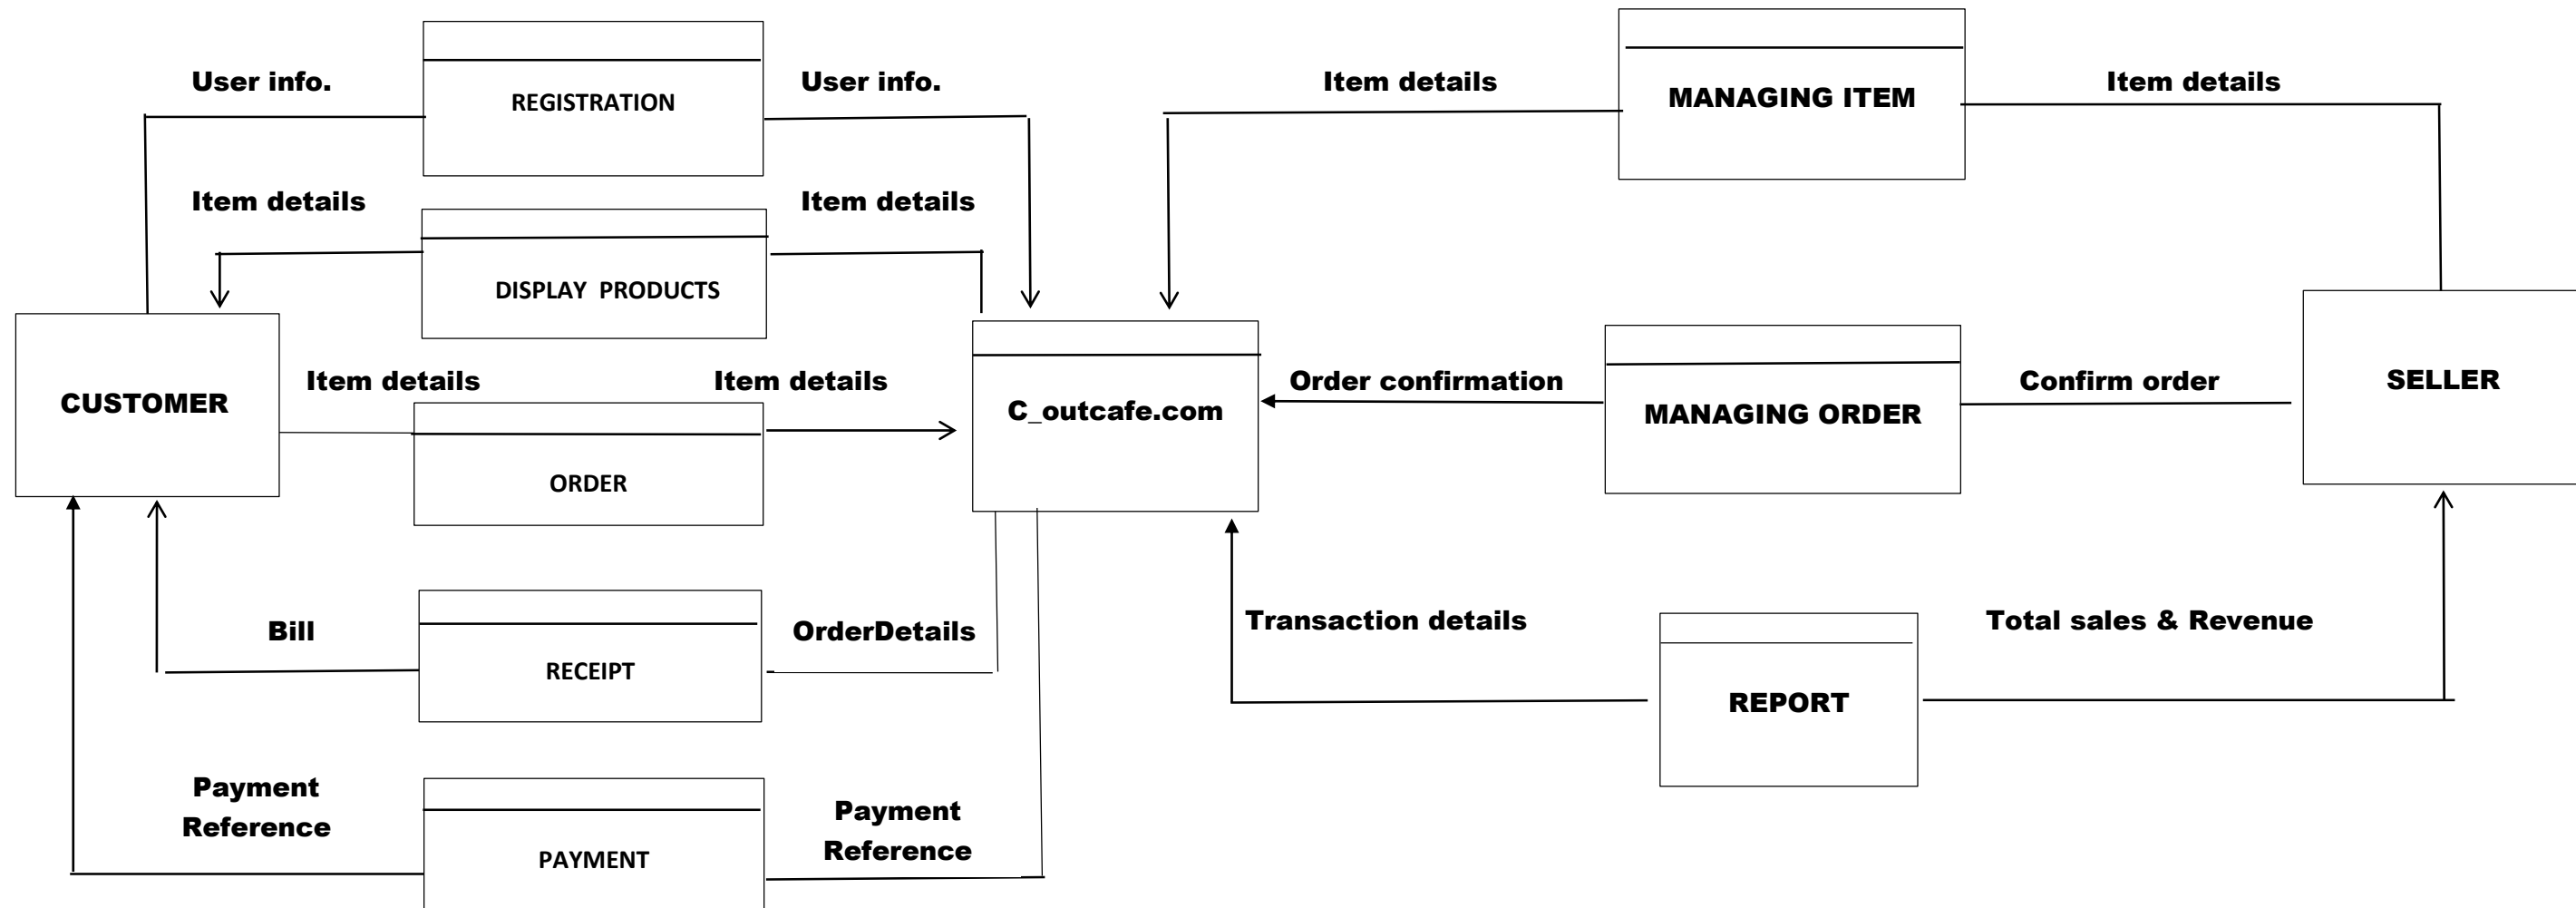 User info.
REGISTRATION
User info.
Item details
MANAGING ITEM
Item details
Item details
DISPLAY  PRODUCTS
Item details
CUSTOMER
Item details
Item details
ORDER
C_outcafe.com
Order confirmation
MANAGING ORDER
Confirm order
SELLER
Bill
RECEIPT
OrderDetails
Transaction details
REPORT
Total sales & Revenue
Payment
Reference
PAYMENT
Payment
Reference